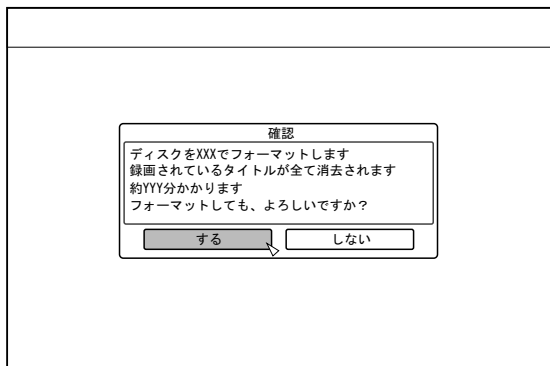 確認
ディスクをXXXでフォーマットします
録画されているタイトルが全て消去されます
約YYY分かかります
フォーマットしても、よろしいですか？
する
しない